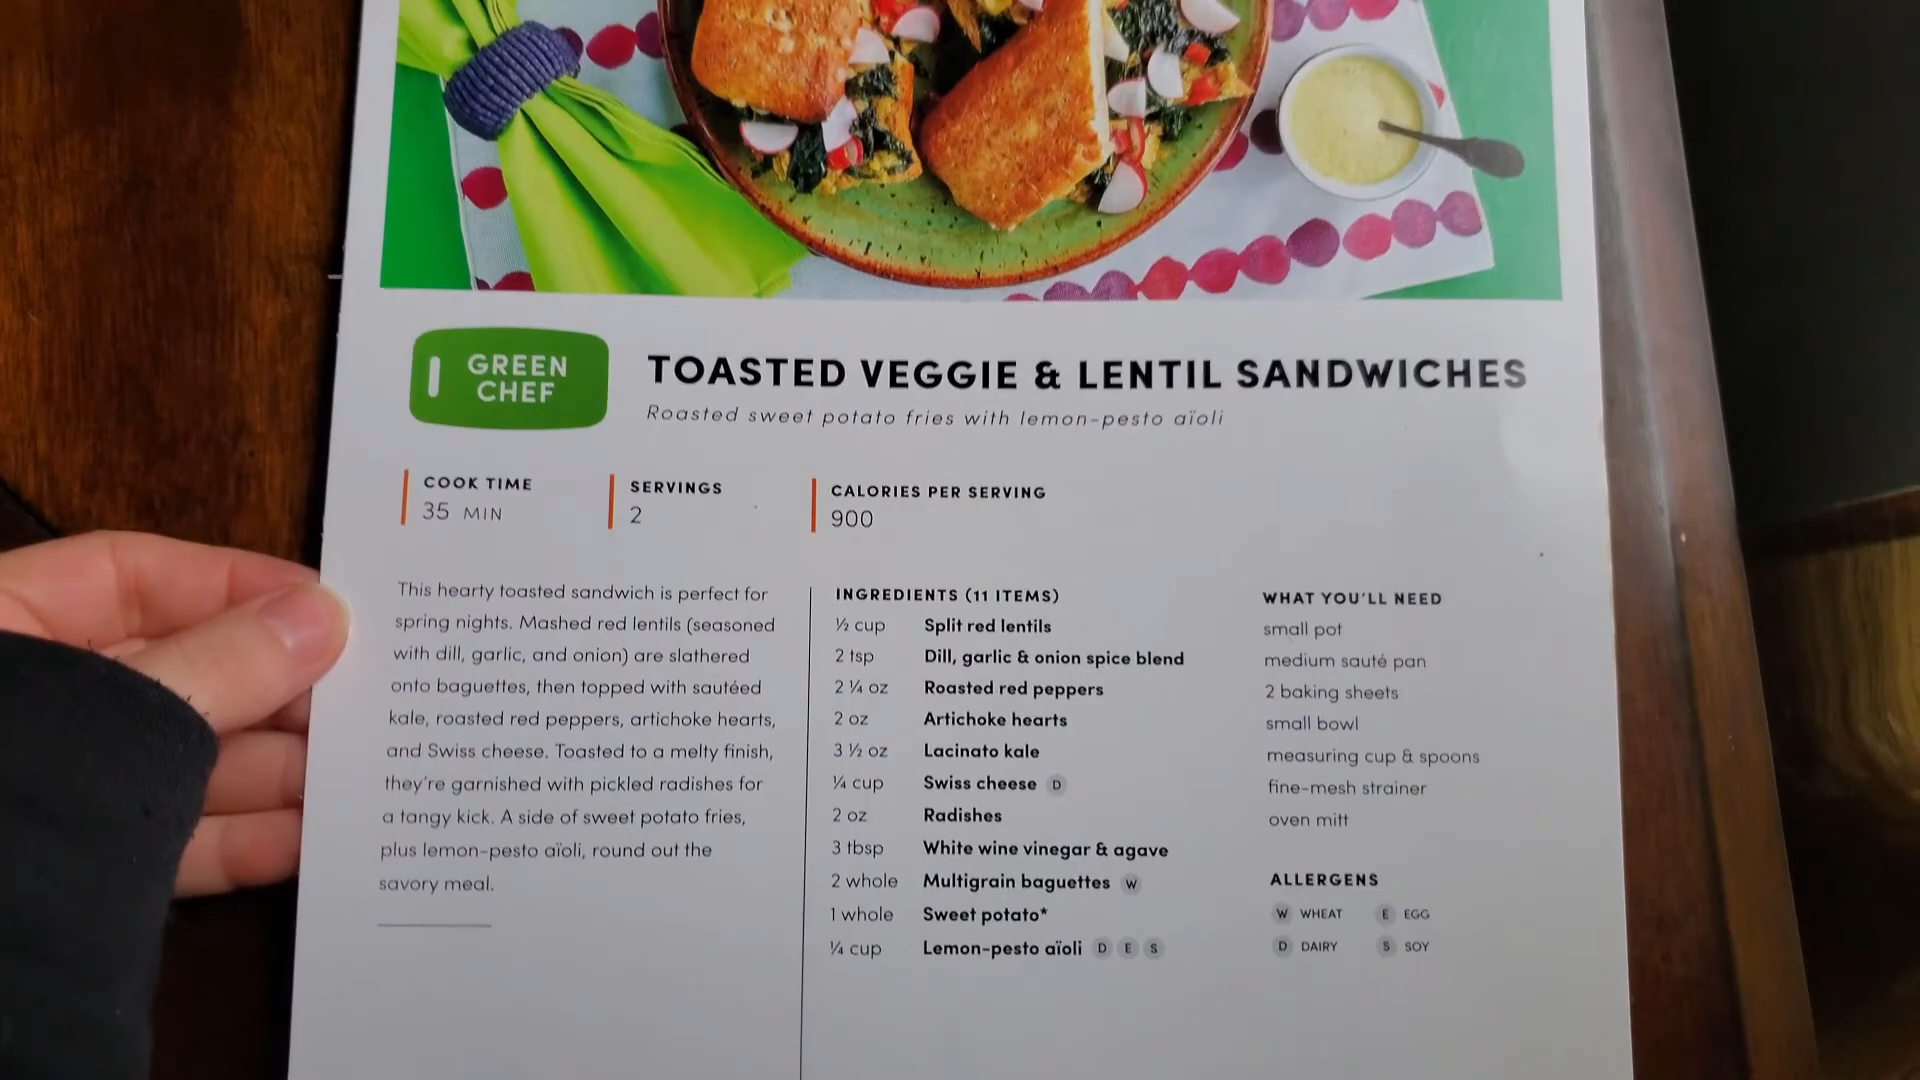 GREEN
CHEF
TOASTED VEGGIE & LENTIL SANDWICHES
Roasted sweet potato fries with lemon-pesto aïoli
COOK TIME
35 MIN
SERVINGS
2
CALORIES PER SERVING
900
This hearty toasted sandwich is perfect for
spring nights. Mashed red lentils (seasoned
with dill, garlic, and onion) are slathered
onto baguettes, then topped with sautéed
kale, roasted red peppers, artichoke hearts,
and Swiss cheese. Toasted to a melty finish,
they're garnished with pickled radishes for
a tangy kick. A side of sweet potato fries,
plus lemon-pesto aïoli, round out the
savory meal.
INGREDIENTS (11 ITEMS)
½ cup Split red lentils
2 tsp Dill, garlic & onion spice blend
2 ¼ oz Roasted red peppers
2 oz Artichoke hearts
3 ½ oz Lacinato kale
¼ cup Swiss cheese D
2 oz Radishes
3 tbsp White wine vinegar & agave
2 whole Multigrain baguettes W
1 whole Sweet potato*
¼ cup Lemon-pesto aïoli D E S
WHAT YOU'LL NEED
small pot
medium sauté pan
2 baking sheets
small bowl
measuring cup & spoons
fine-mesh strainer
oven mitt
ALLERGENS
W WHEAT E EGG
D DAIRY S SOY